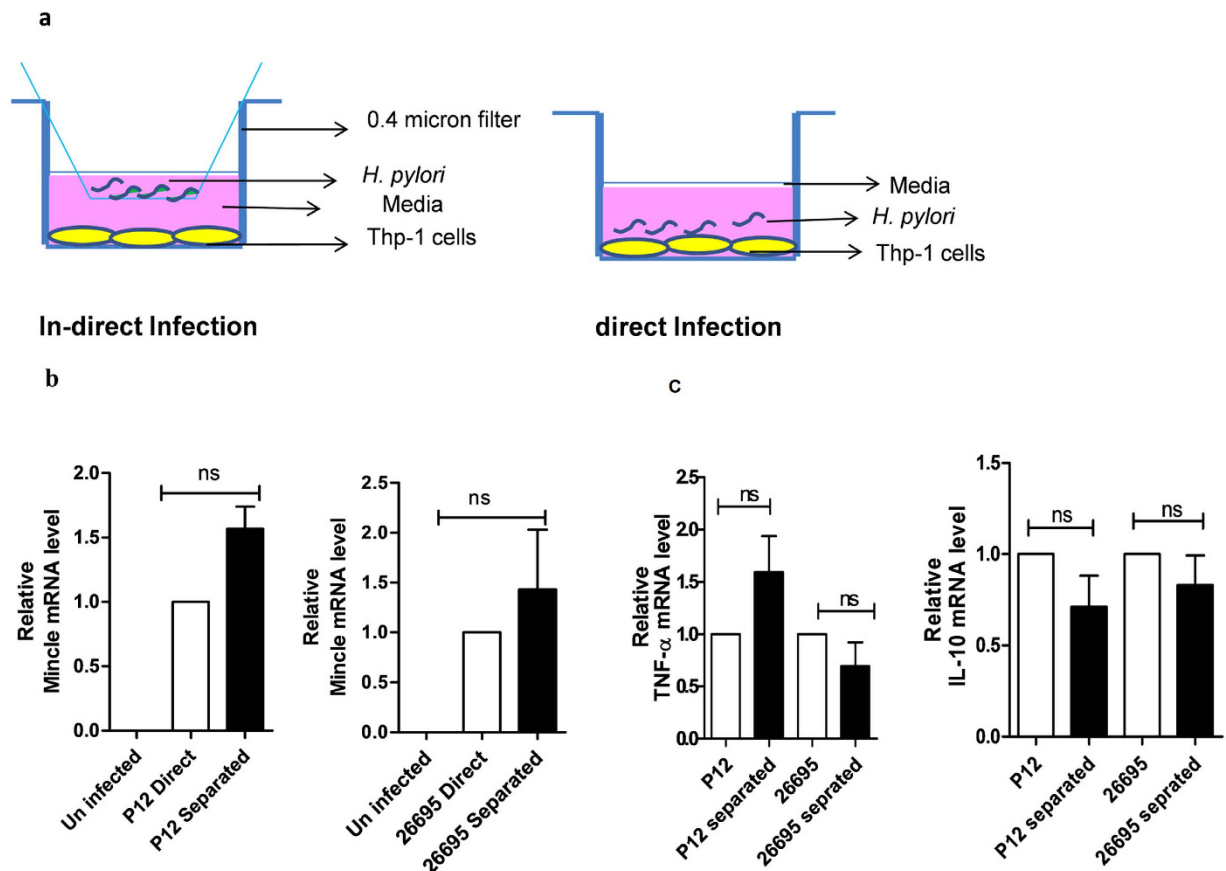 a
0.4 micron filter
H. pylori
Media
Thp-1 cells
In-direct Infection
Media
H. pylori
Thp-1 cells
direct Infection
b
Relative
Mincle mRNA level
2.0
1.5
1.0
0.5
0.0
ns
Un infected
P12 Direct
P12 Separated
Relative
Mincle mRNA level
2.5
2.0
1.5
1.0
0.5
0.0
ns
Un infected
26695 Direct
26695 Separated
c
Relative
TNF-α mRNA level
2.5
2.0
1.5
1.0
0.5
0.0
ns
ns
P12
P12 separated
26695
26695 seprated
Relative
IL-10 mRNA level
1.5
1.0
0.5
0.0
ns
ns
P12
P12 separated
26695
26695 seprated